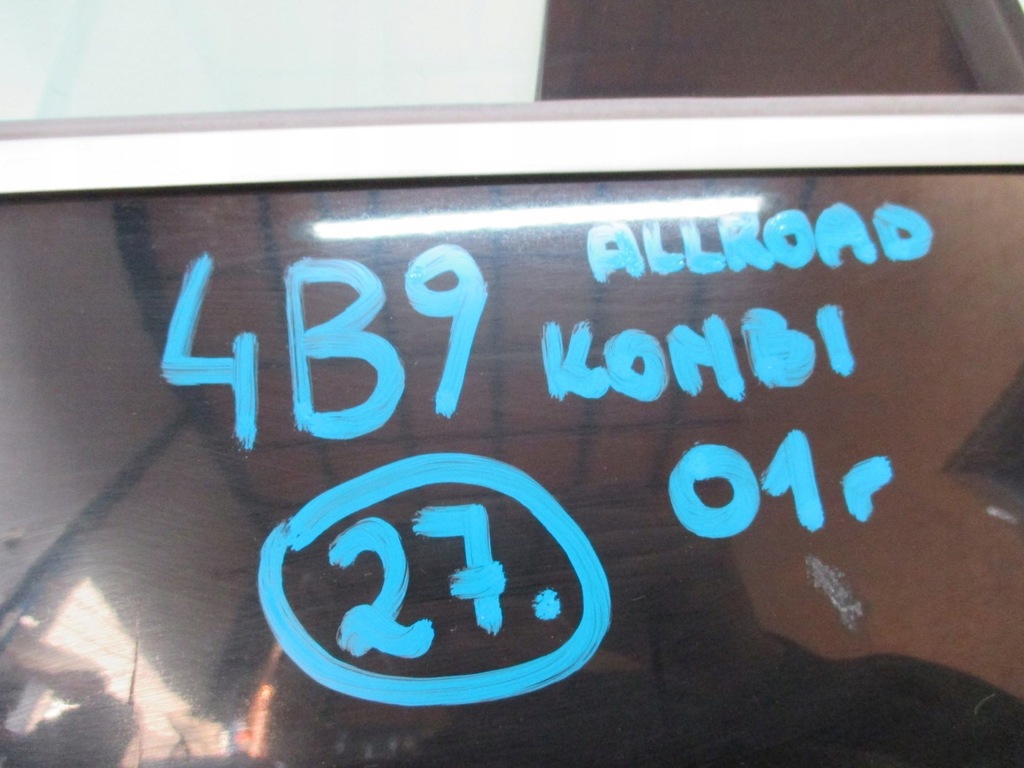 ALLROAD
4B9 KOMBI
01r
27.